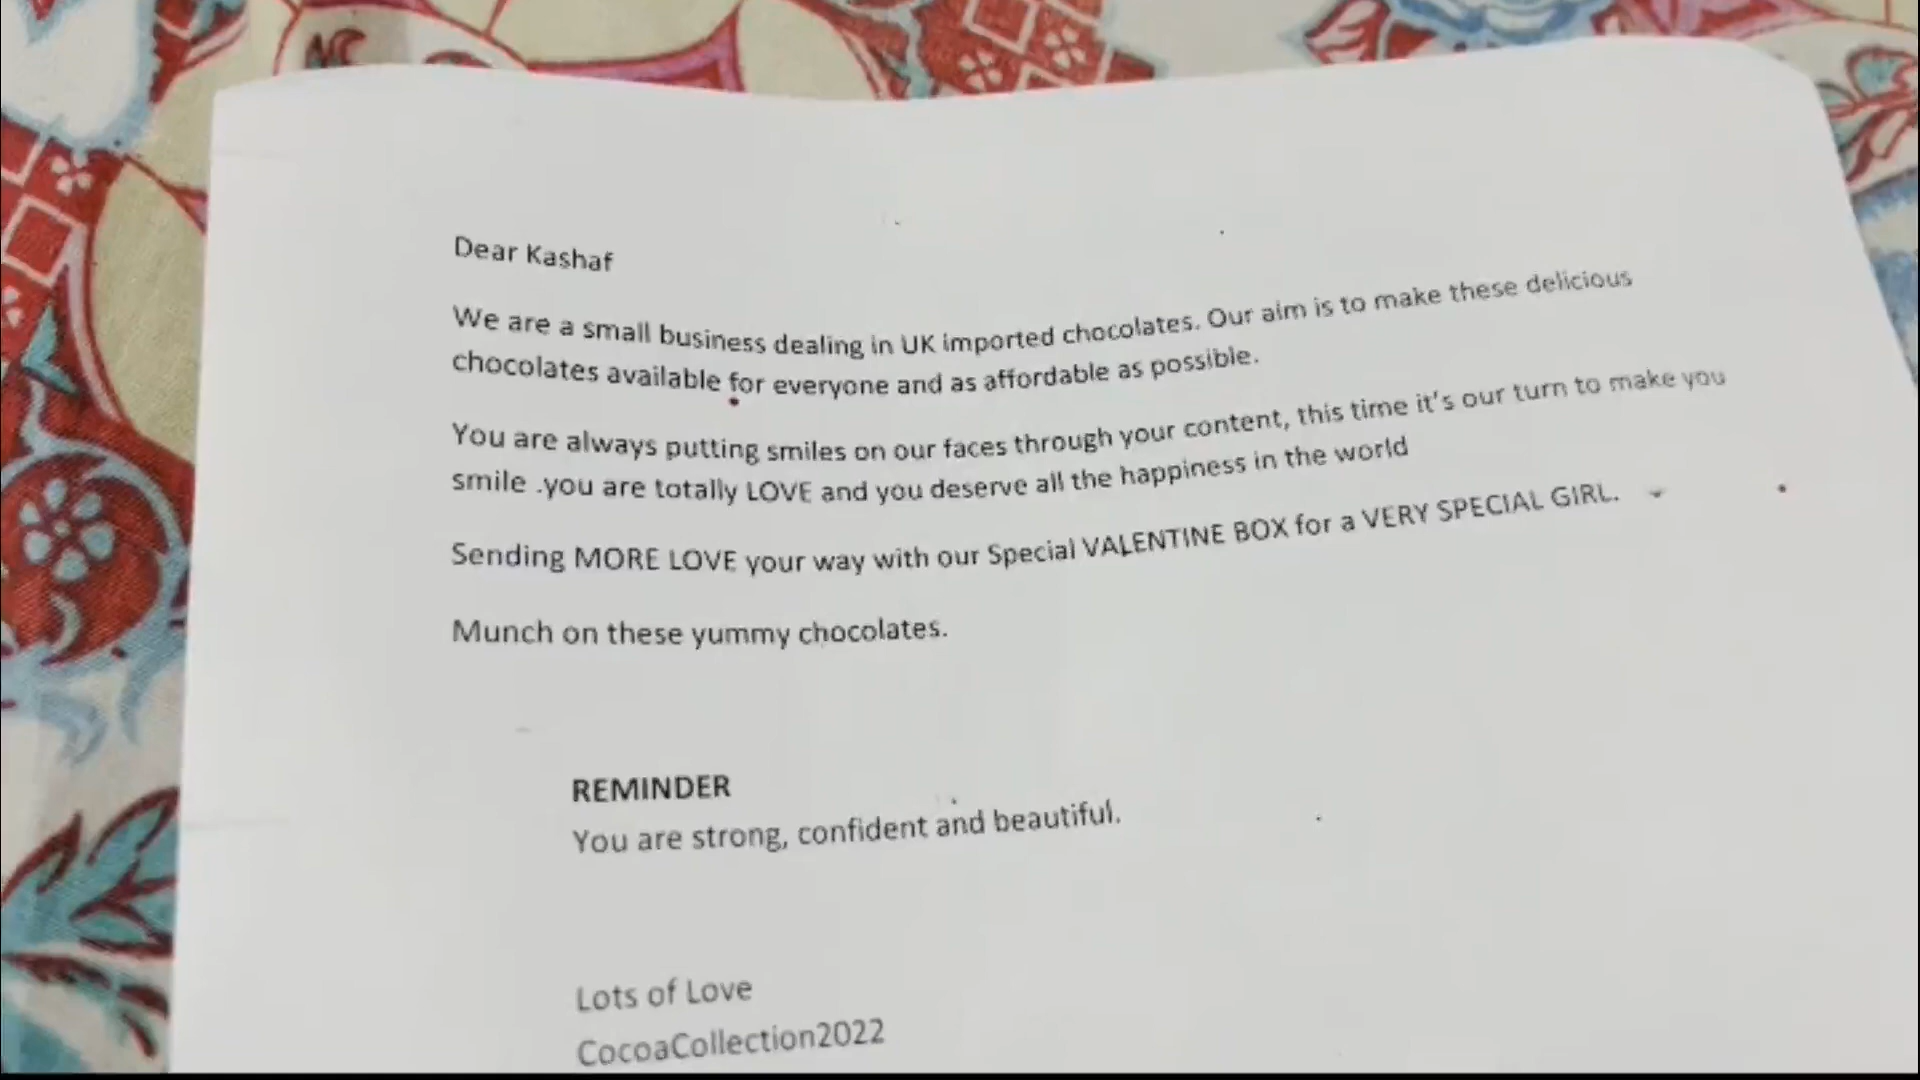 Dear Kashaf
We are a small business dealing in UK imported chocolates. Our aim is to make these delicious
chocolates available for everyone and as affordable as possible.
You are always putting smiles on our faces through your content, this time it's our turn to make you
smile .you are totally LOVE and you deserve all the happiness in the world
Sending MORE LOVE your way with our Special VALENTINE BOX for a VERY SPECIAL GIRL.
Munch on these yummy chocolates.
REMINDER
You are strong, confident and beautiful.
Lots of Love
CocoaCollection2022